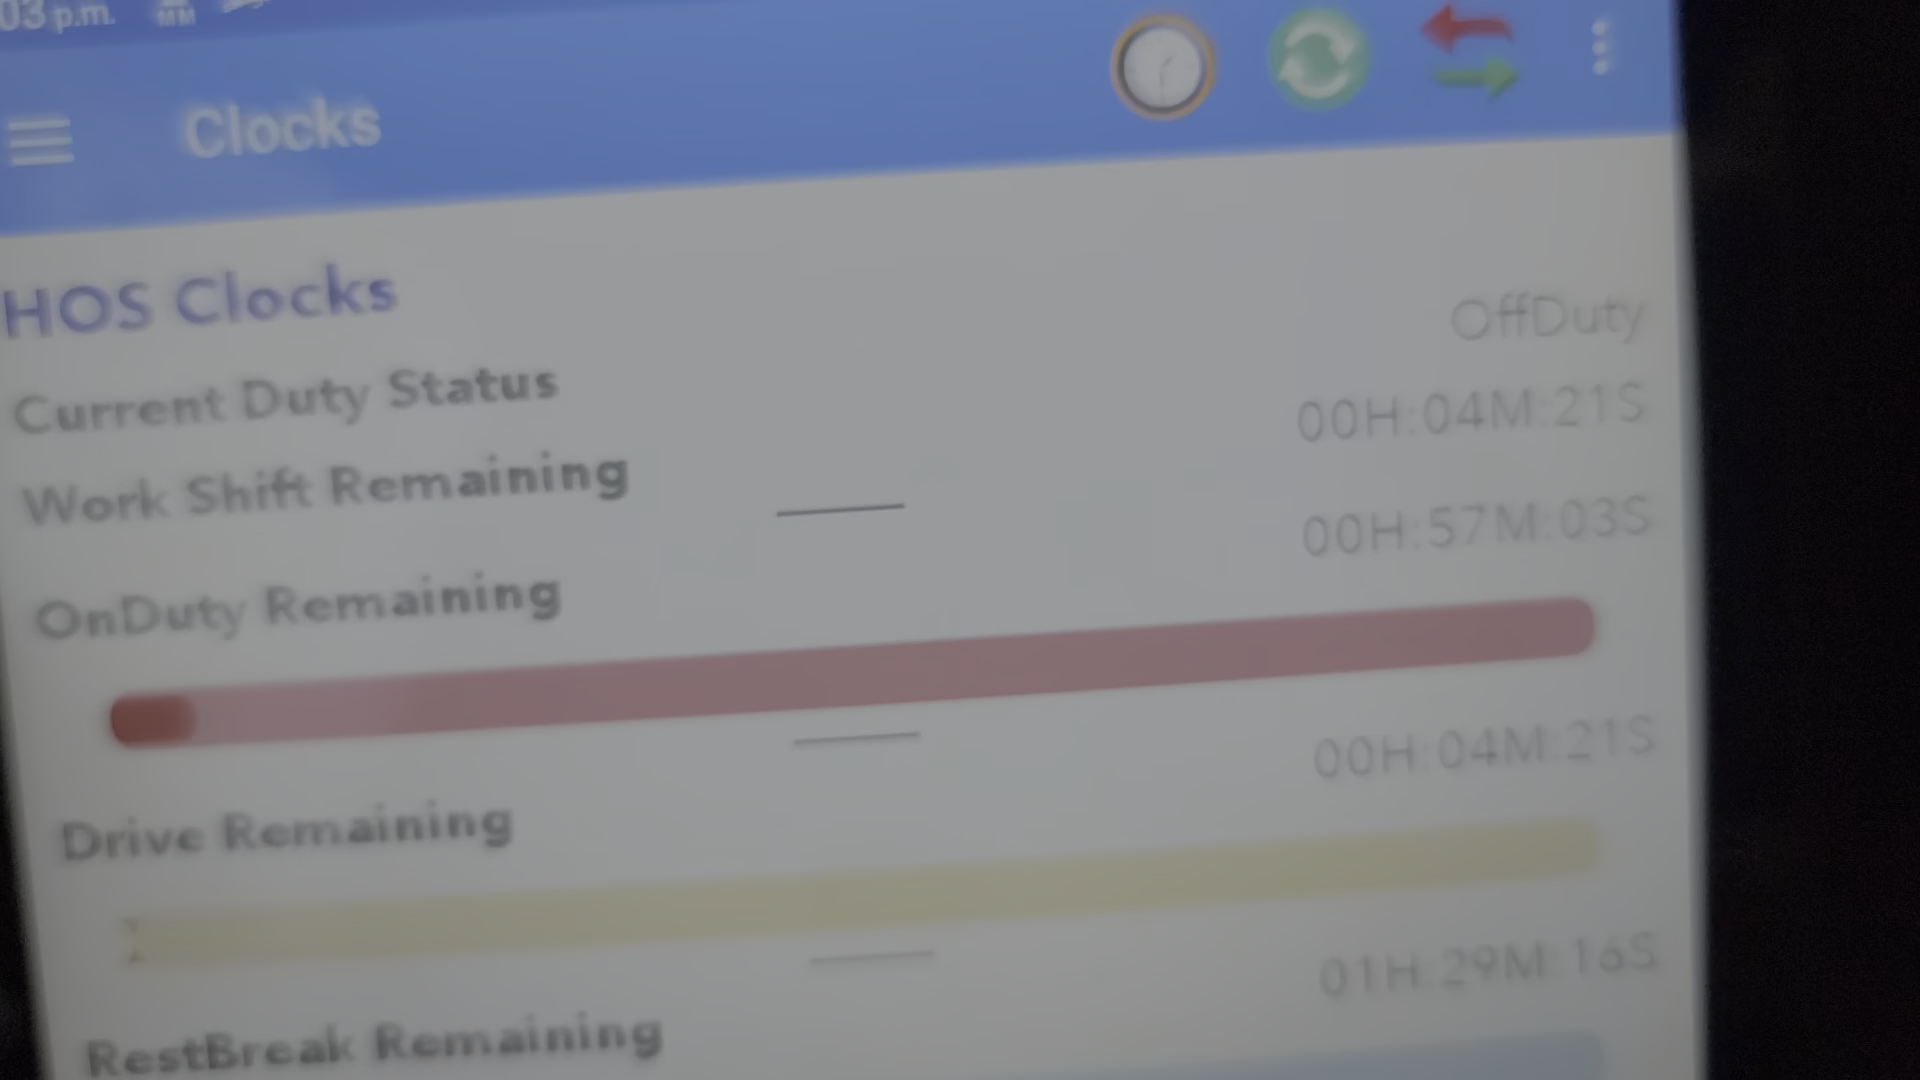 03 p.m. MM
Clocks
HOS Clocks
Current Duty Status OffDuty
Work Shift Remaining 00H:04M:21S
OnDuty Remaining 00H:57M:03S
Drive Remaining 00H:04M:21S
RestBreak Remaining 01H:29M:16S